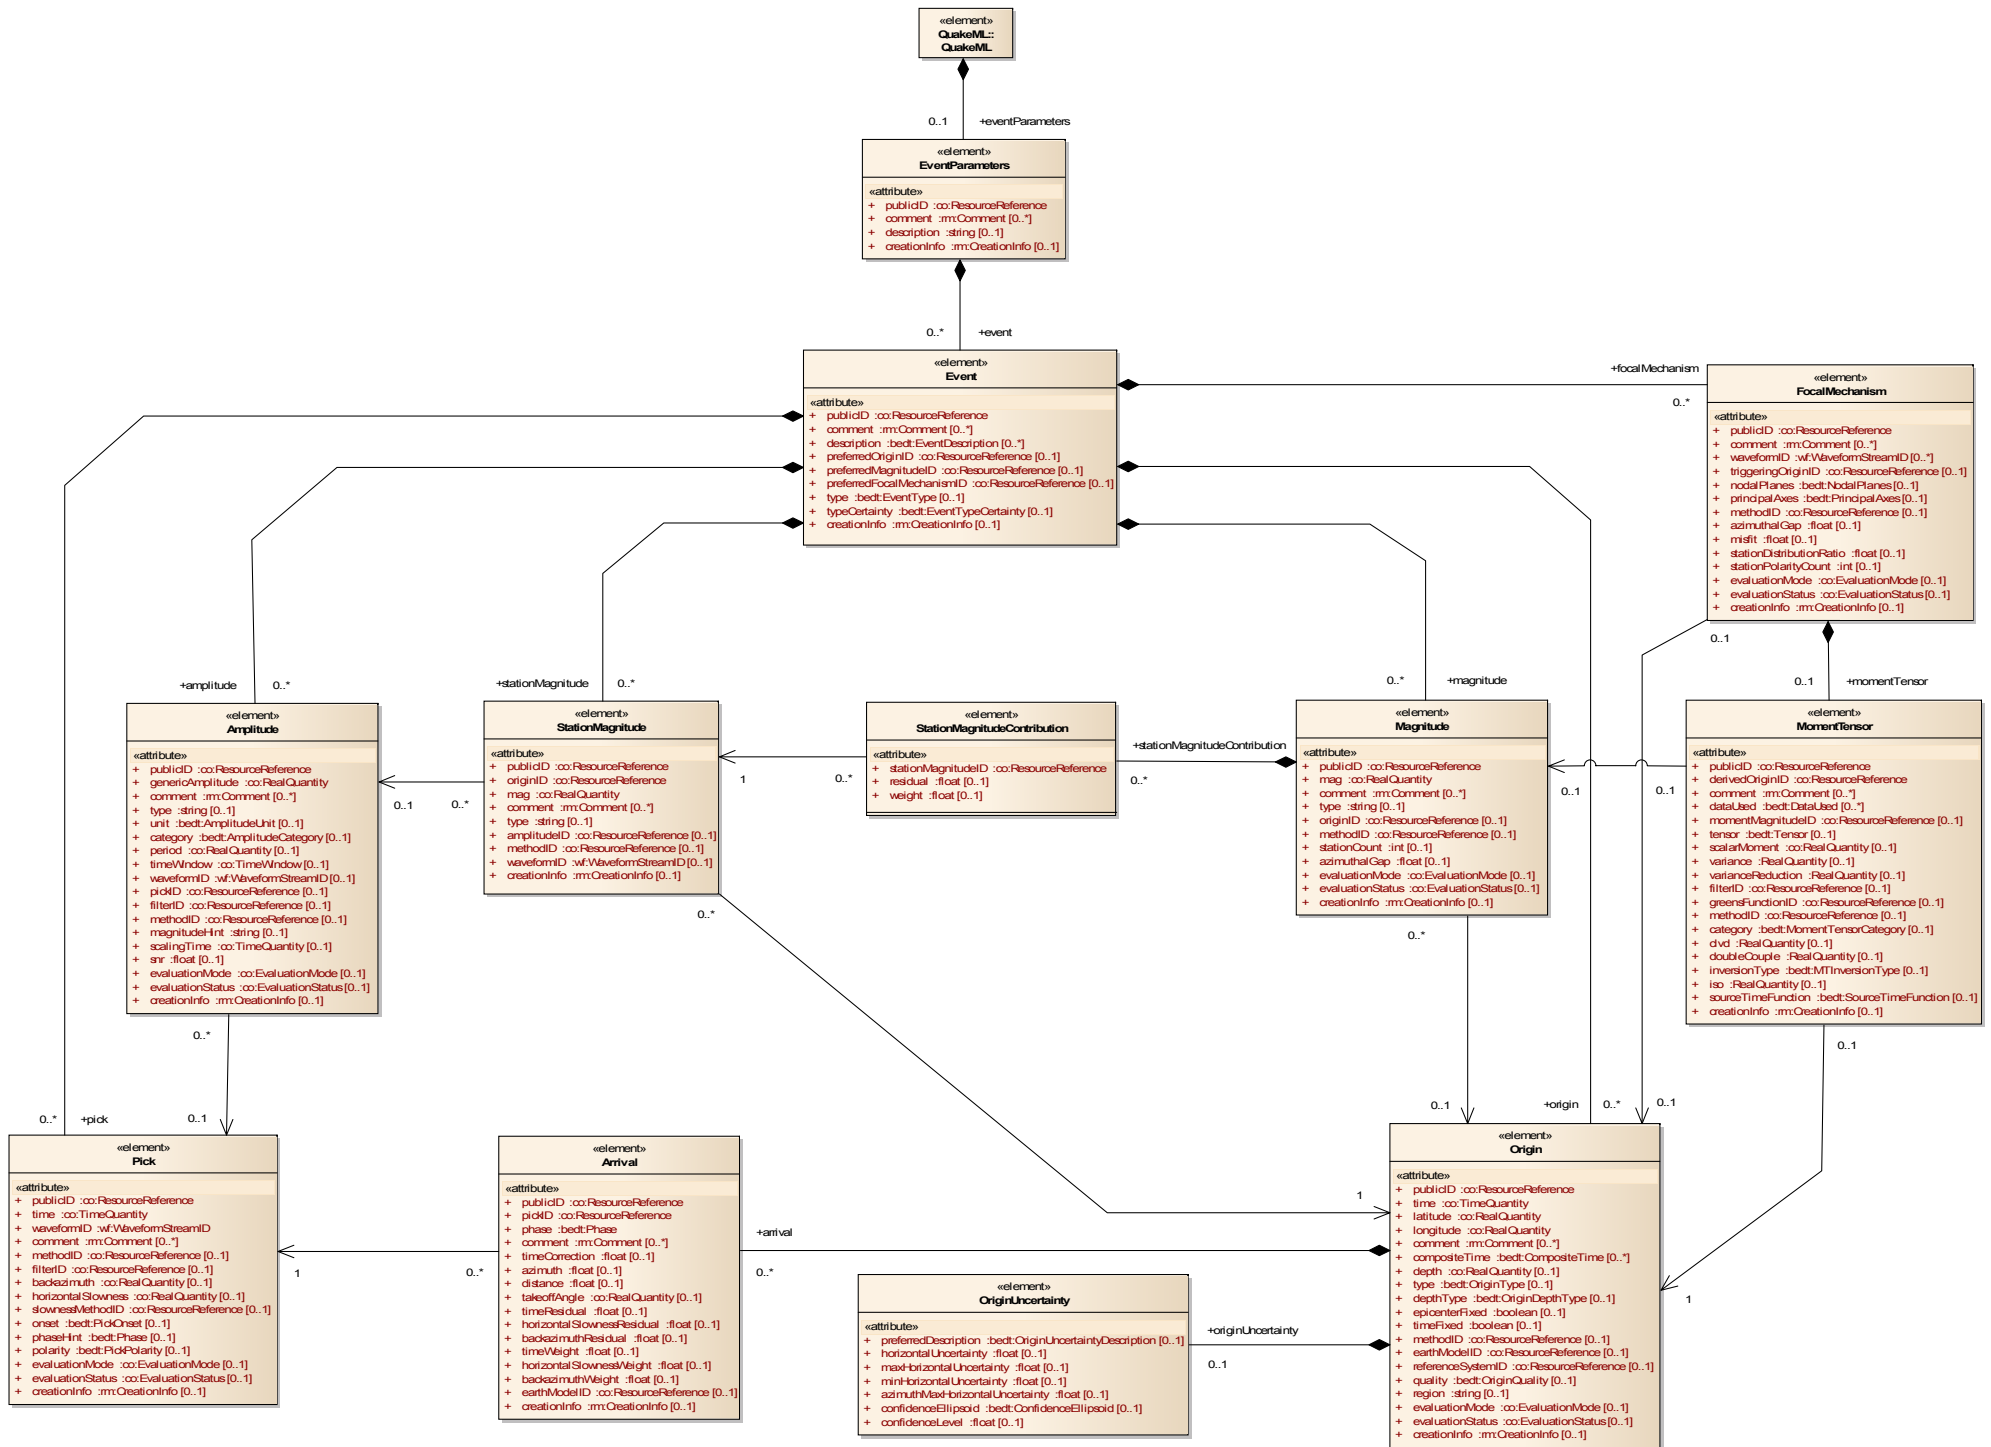 «element»
QuakeML::
QuakeML
0..1 +eventParameters
«element»
EventParameters
«attribute»
+ publicID :co:ResourceReference
+ comment :rm:Comment [0..*]
+ description :string [0..1]
+ creationInfo :rm:CreationInfo [0..1]
0..* +event
«element»
Event
«attribute»
+ publicID :co:ResourceReference
+ comment :rm:Comment [0..*]
+ description :bedt:EventDescription [0..*]
+ preferredOriginID :co:ResourceReference [0..1]
+ preferredMagnitudeID :co:ResourceReference [0..1]
+ preferredFocalMechanismID :co:ResourceReference [0..1]
+ type :bedt:EventType [0..1]
+ typeCertainty :bedt:EventTypeCertainty [0..1]
+ creationInfo :rm:CreationInfo [0..1]
+focalMechanism
0..*
«element»
FocalMechanism
«attribute»
+ publicID :co:ResourceReference
+ comment :rm:Comment [0..*]
+ waveformID :wf:WaveformStreamID [0..*]
+ triggeringOriginID :co:ResourceReference [0..1]
+ nodalPlanes :bedt:NodalPlanes [0..1]
+ principalAxes :bedt:PrincipalAxes [0..1]
+ methodID :co:ResourceReference [0..1]
+ azimuthalGap :float [0..1]
+ misfit :float [0..1]
+ stationDistributionRatio :float [0..1]
+ stationPolarityCount :int [0..1]
+ evaluationMode :co:EvaluationMode [0..1]
+ evaluationStatus :co:EvaluationStatus [0..1]
+ creationInfo :rm:CreationInfo [0..1]
0..1
0..1 +momentTensor
+amplitude 0..*
«element»
Amplitude
«attribute»
+ publicID :co:ResourceReference
+ genericAmplitude :co:RealQuantity
+ comment :rm:Comment [0..*]
+ type :string [0..1]
+ unit :bedt:AmplitudeUnit [0..1]
+ category :bedt:AmplitudeCategory [0..1]
+ period :co:RealQuantity [0..1]
+ timeWindow :co:TimeWindow [0..1]
+ waveformID :wf:WaveformStreamID [0..1]
+ pickID :co:ResourceReference [0..1]
+ filterID :co:ResourceReference [0..1]
+ methodID :co:ResourceReference [0..1]
+ magnitudeHint :string [0..1]
+ scalingTime :co:TimeQuantity [0..1]
+ snr :float [0..1]
+ evaluationMode :co:EvaluationMode [0..1]
+ evaluationStatus :co:EvaluationStatus [0..1]
+ creationInfo :rm:CreationInfo [0..1]
0..1 0..*
+stationMagnitude 0..*
«element»
StationMagnitude
«attribute»
+ publicID :co:ResourceReference
+ originID :co:ResourceReference
+ mag :co:RealQuantity
+ comment :rm:Comment [0..*]
+ type :string [0..1]
+ amplitudeID :co:ResourceReference [0..1]
+ methodID :co:ResourceReference [0..1]
+ waveformID :wf:WaveformStreamID [0..1]
+ creationInfo :rm:CreationInfo [0..1]
0..*
1 0..*
«element»
StationMagnitudeContribution
«attribute»
+ stationMagnitudeID :co:ResourceReference
+ residual :float [0..1]
+ weight :float [0..1]
+stationMagnitudeContribution
0..*
0..* +magnitude
«element»
Magnitude
«attribute»
+ publicID :co:ResourceReference
+ mag :co:RealQuantity
+ comment :rm:Comment [0..*]
+ type :string [0..1]
+ originID :co:ResourceReference [0..1]
+ methodID :co:ResourceReference [0..1]
+ stationCount :int [0..1]
+ azimuthalGap :float [0..1]
+ evaluationMode :co:EvaluationMode [0..1]
+ evaluationStatus :co:EvaluationStatus [0..1]
+ creationInfo :rm:CreationInfo [0..1]
0..*
0..1 0..1
«element»
MomentTensor
«attribute»
+ publicID :co:ResourceReference
+ derivedOriginID :co:ResourceReference
+ comment :rm:Comment [0..*]
+ dataUsed :bedt:DataUsed [0..*]
+ momentMagnitudeID :co:ResourceReference [0..1]
+ tensor :bedt:Tensor [0..1]
+ scalarMoment :co:RealQuantity [0..1]
+ variance :RealQuantity [0..1]
+ varianceReduction :RealQuantity [0..1]
+ filterID :co:ResourceReference [0..1]
+ greensFunctionID :co:ResourceReference [0..1]
+ methodID :co:ResourceReference [0..1]
+ category :bedt:MomentTensorCategory [0..1]
+ clvd :RealQuantity [0..1]
+ doubleCouple :RealQuantity [0..1]
+ inversionType :bedt:MTInversionType [0..1]
+ iso :RealQuantity [0..1]
+ sourceTimeFunction :bedt:SourceTimeFunction [0..1]
+ creationInfo :rm:CreationInfo [0..1]
0..1
0..*
0..1
0..* +pick
«element»
Pick
«attribute»
+ publicID :co:ResourceReference
+ time :co:TimeQuantity
+ waveformID :wf:WaveformStreamID
+ comment :rm:Comment [0..*]
+ methodID :co:ResourceReference [0..1]
+ filterID :co:ResourceReference [0..1]
+ backazimuth :co:RealQuantity [0..1]
+ horizontalSlowness :co:RealQuantity [0..1]
+ slownessMethodID :co:ResourceReference [0..1]
+ onset :bedt:PickOnset [0..1]
+ phaseHint :bedt:Phase [0..1]
+ polarity :bedt:PickPolarity [0..1]
+ evaluationMode :co:EvaluationMode [0..1]
+ evaluationStatus :co:EvaluationStatus [0..1]
+ creationInfo :rm:CreationInfo [0..1]
1 0..*
«element»
Arrival
«attribute»
+ publicID :co:ResourceReference
+ pickID :co:ResourceReference
+ phase :bedt:Phase
+ comment :rm:Comment [0..*]
+ timeCorrection :float [0..1]
+ azimuth :float [0..1]
+ distance :float [0..1]
+ takeoffAngle :co:RealQuantity [0..1]
+ timeResidual :float [0..1]
+ horizontalSlownessResidual :float [0..1]
+ backazimuthResidual :float [0..1]
+ timeWeight :float [0..1]
+ horizontalSlownessWeight :float [0..1]
+ backazimuthWeight :float [0..1]
+ earthModelID :co:ResourceReference [0..1]
+ creationInfo :rm:CreationInfo [0..1]
+arrival
0..*
«element»
OriginUncertainty
«attribute»
+ preferredDescription :bedt:OriginUncertaintyDescription [0..1]
+ horizontalUncertainty :float [0..1]
+ maxHorizontalUncertainty :float [0..1]
+ minHorizontalUncertainty :float [0..1]
+ azimuthMaxHorizontalUncertainty :float [0..1]
+ confidenceEllipsoid :bedt:ConfidenceEllipsoid [0..1]
+ confidenceLevel :float [0..1]
+originUncertainty
0..1
1
0..1 +origin 0..* 0..1
«element»
Origin
«attribute»
+ publicID :co:ResourceReference
+ time :co:TimeQuantity
+ latitude :co:RealQuantity
+ longitude :co:RealQuantity
+ comment :rm:Comment [0..*]
+ compositeTime :bedt:CompositeTime [0..*]
+ depth :co:RealQuantity [0..1]
+ type :bedt:OriginType [0..1]
+ depthType :bedt:OriginDepthType [0..1]
+ epicenterFixed :boolean [0..1]
+ timeFixed :boolean [0..1]
+ methodID :co:ResourceReference [0..1]
+ earthModelID :co:ResourceReference [0..1]
+ referenceSystemID :co:ResourceReference [0..1]
+ quality :bedt:OriginQuality [0..1]
+ region :string [0..1]
+ evaluationMode :co:EvaluationMode [0..1]
+ evaluationStatus :co:EvaluationStatus [0..1]
+ creationInfo :rm:CreationInfo [0..1]
1